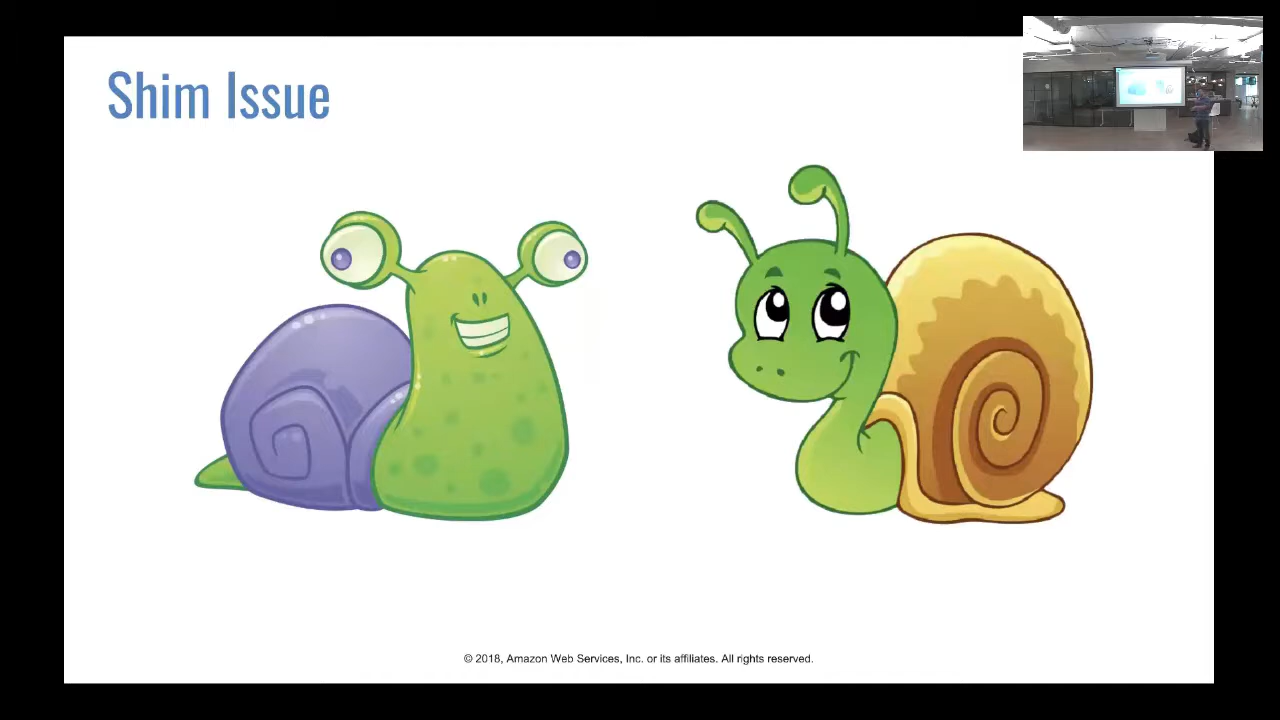 Shim Issue
© 2018, Amazon Web Services, Inc. or its affiliates. All rights reserved.